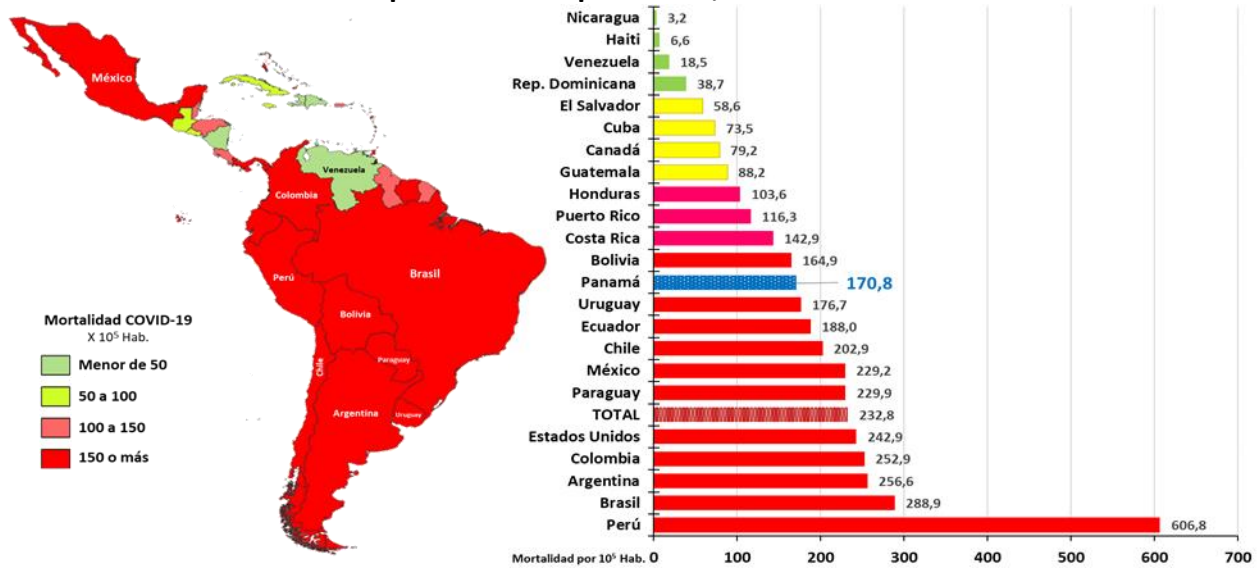 México
Venezuela
Colombia
Perú
Brasil
Bolivia
Paraguay
Chile
Argentina
Uruguay
Mortalidad COVID-19
X 10⁵ Hab.
Menor de 50
50 a 100
100 a 150
150 o más
Nicaragua 3,2
Haiti 6,6
Venezuela 18,5
Rep. Dominicana 38,7
El Salvador 58,6
Cuba 73,5
Canadá 79,2
Guatemala 88,2
Honduras 103,6
Puerto Rico 116,3
Costa Rica 142,9
Bolivia 164,9
Panamá 170,8
Uruguay 176,7
Ecuador 188,0
Chile 202,9
México 229,2
Paraguay 229,9
TOTAL 232,8
Estados Unidos 242,9
Colombia 252,9
Argentina 256,6
Brasil 288,9
Perú 606,8
Mortalidad por 10⁵ Hab. 0 100 200 300 400 500 600 700